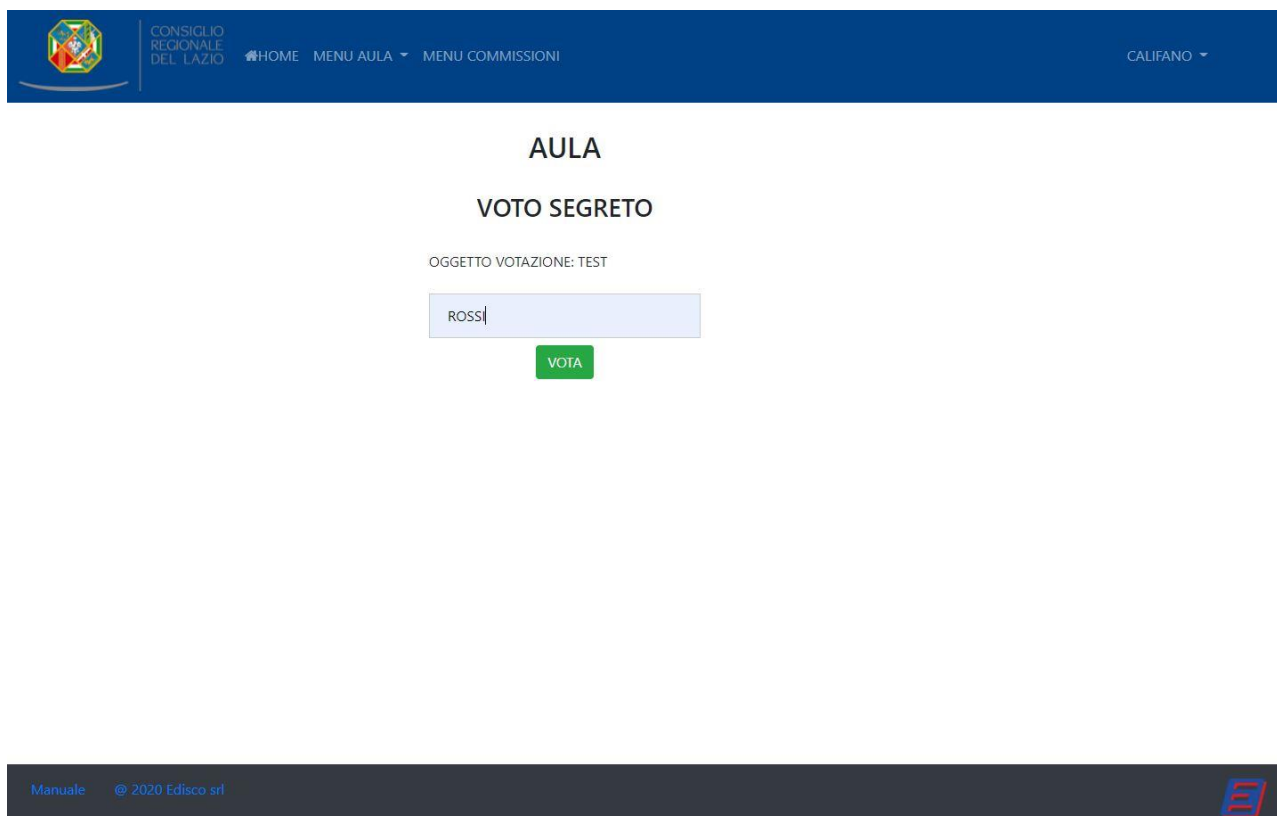 CONSIGLIO
REGIONALE
DEL LAZIO
HOME MENU AULA MENU COMMISSIONI CALIFANO
AULA
VOTO SEGRETO
OGGETTO VOTAZIONE: TEST
ROSSI
VOTA
Manuale @ 2020 Edisco srl
E